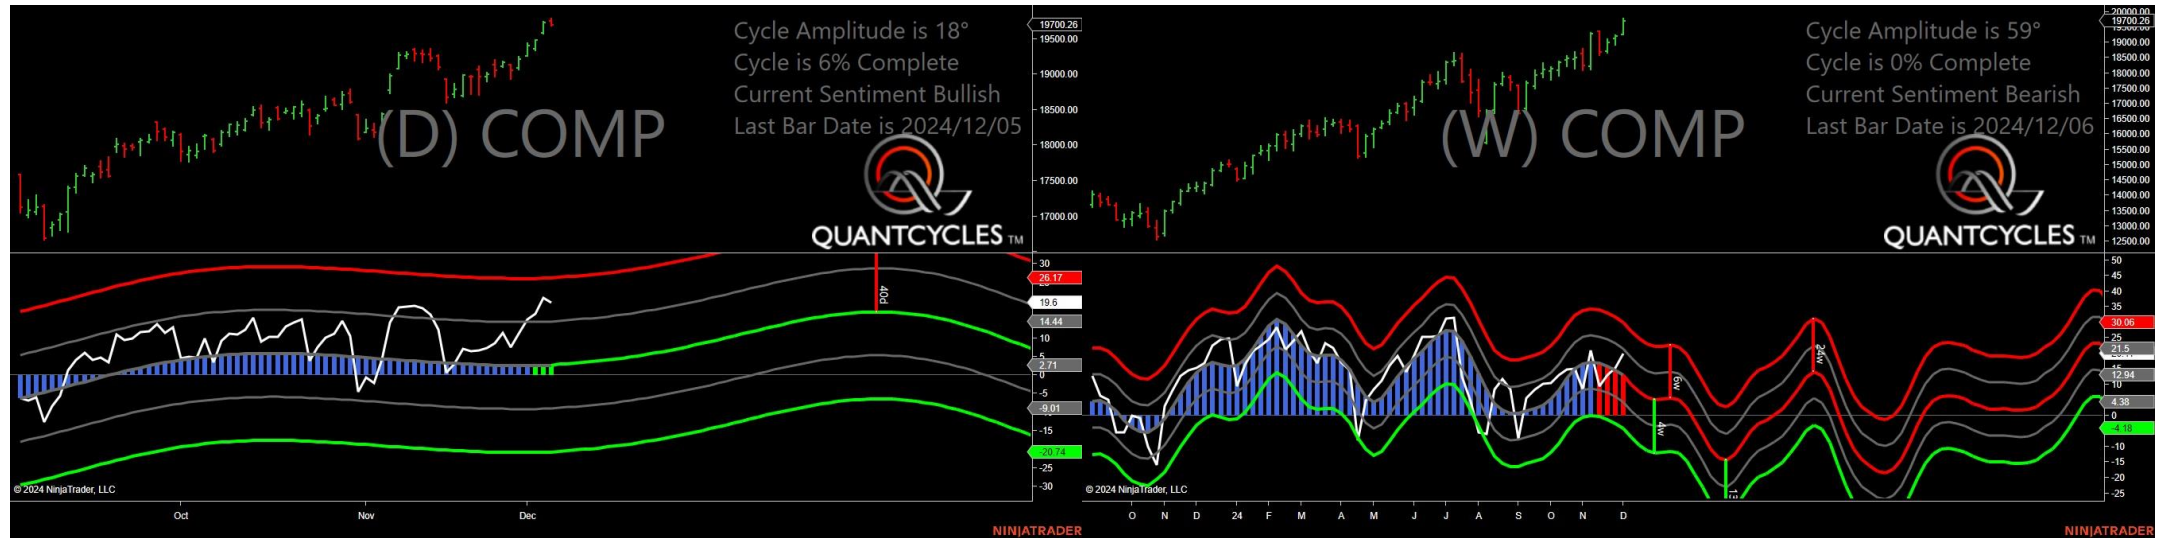 Cycle Amplitude is 18°
Cycle is 6% Complete
Current Sentiment Bullish
Last Bar Date is 2024/12/05
(D) COMP
QUANTCYCLES TM
19700.26
19500.00
19000.00
18500.00
18000.00
17500.00
17000.00
40d
30
26.17
19.6
14.44
10
5
2.71
0
-5
-9.01
-15
-20.74
-25
-30
© 2024 NinjaTrader, LLC
Oct
Nov
Dec
NINJATRADER
Cycle Amplitude is 59°
Cycle is 0% Complete
Current Sentiment Bearish
Last Bar Date is 2024/12/06
(W) COMP
QUANTCYCLES TM
20000.00
19700.26
19000.00
18500.00
18000.00
17500.00
17000.00
16500.00
16000.00
15500.00
15000.00
14500.00
14000.00
13500.00
13000.00
12500.00
6w
4w
24w
50
45
40
35
30.06
21.5
12.94
10
4.38
0
-4.18
-10
-15
-20
-25
© 2024 NinjaTrader, LLC
O N D 24 F M A M J J A S O N D
NINJATRADER